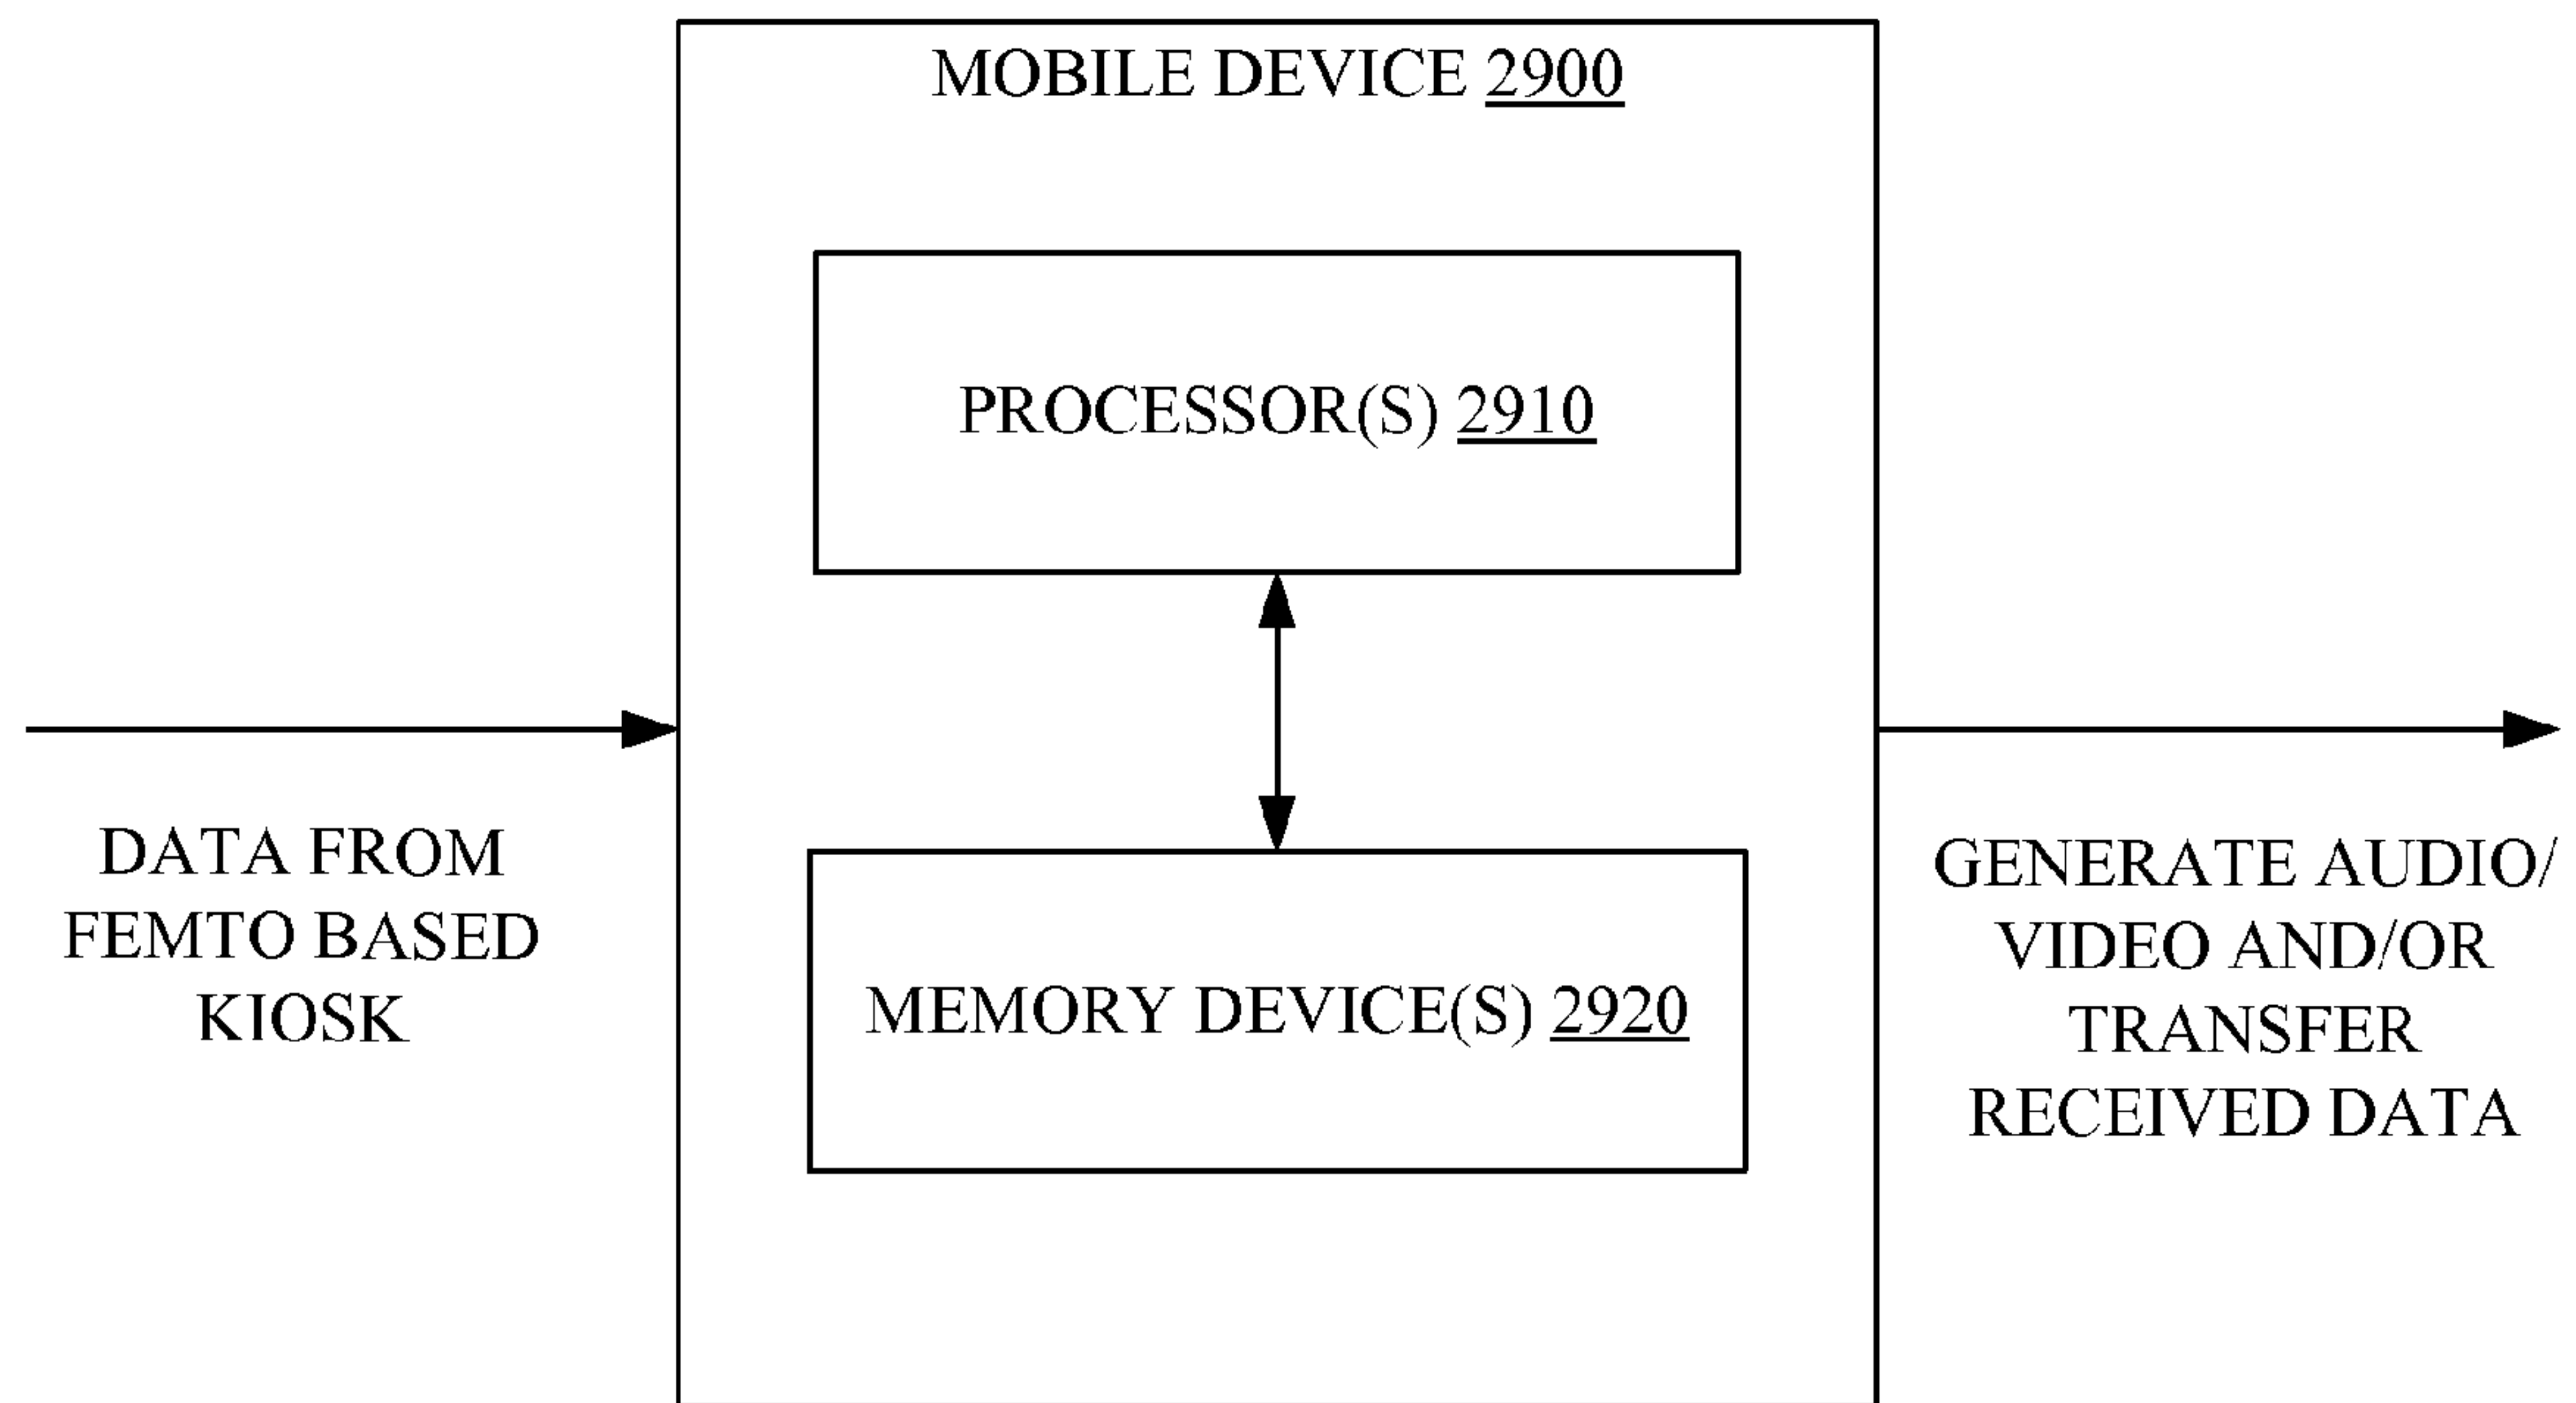 MOBILE DEVICE 2900
PROCESSOR(S) 2910
MEMORY DEVICE(S) 2920
DATA FROM
FEMTO BASED
KIOSK
GENERATE AUDIO/
VIDEO AND/OR
TRANSFER
RECEIVED DATA